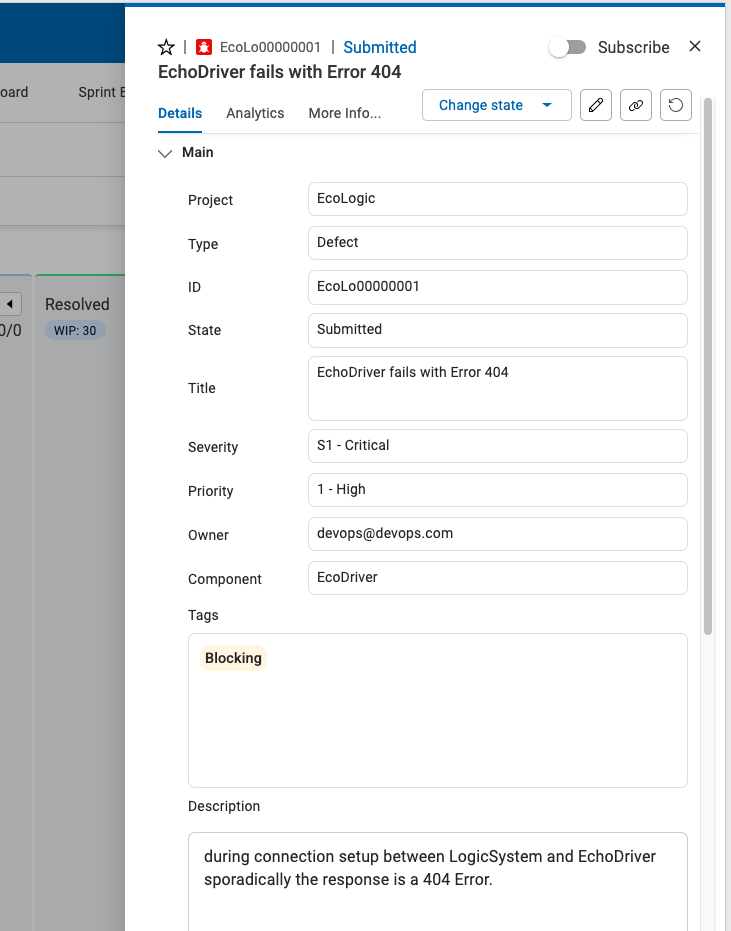 EcoLo00000001 | Submitted
Subscribe
EchoDriver fails with Error 404
oard
Sprint
Details
Analytics
More Info...
Change state
Main
Project
EcoLogic
Type
Defect
ID
EcoLo00000001
State
Submitted
Title
EchoDriver fails with Error 404
Severity
S1 - Critical
Priority
1 - High
Owner
devops@devops.com
Component
EcoDriver
Tags
Blocking
Description
during connection setup between LogicSystem and EchoDriver
sporadically the response is a 404 Error.
0/0
Resolved
WIP: 30